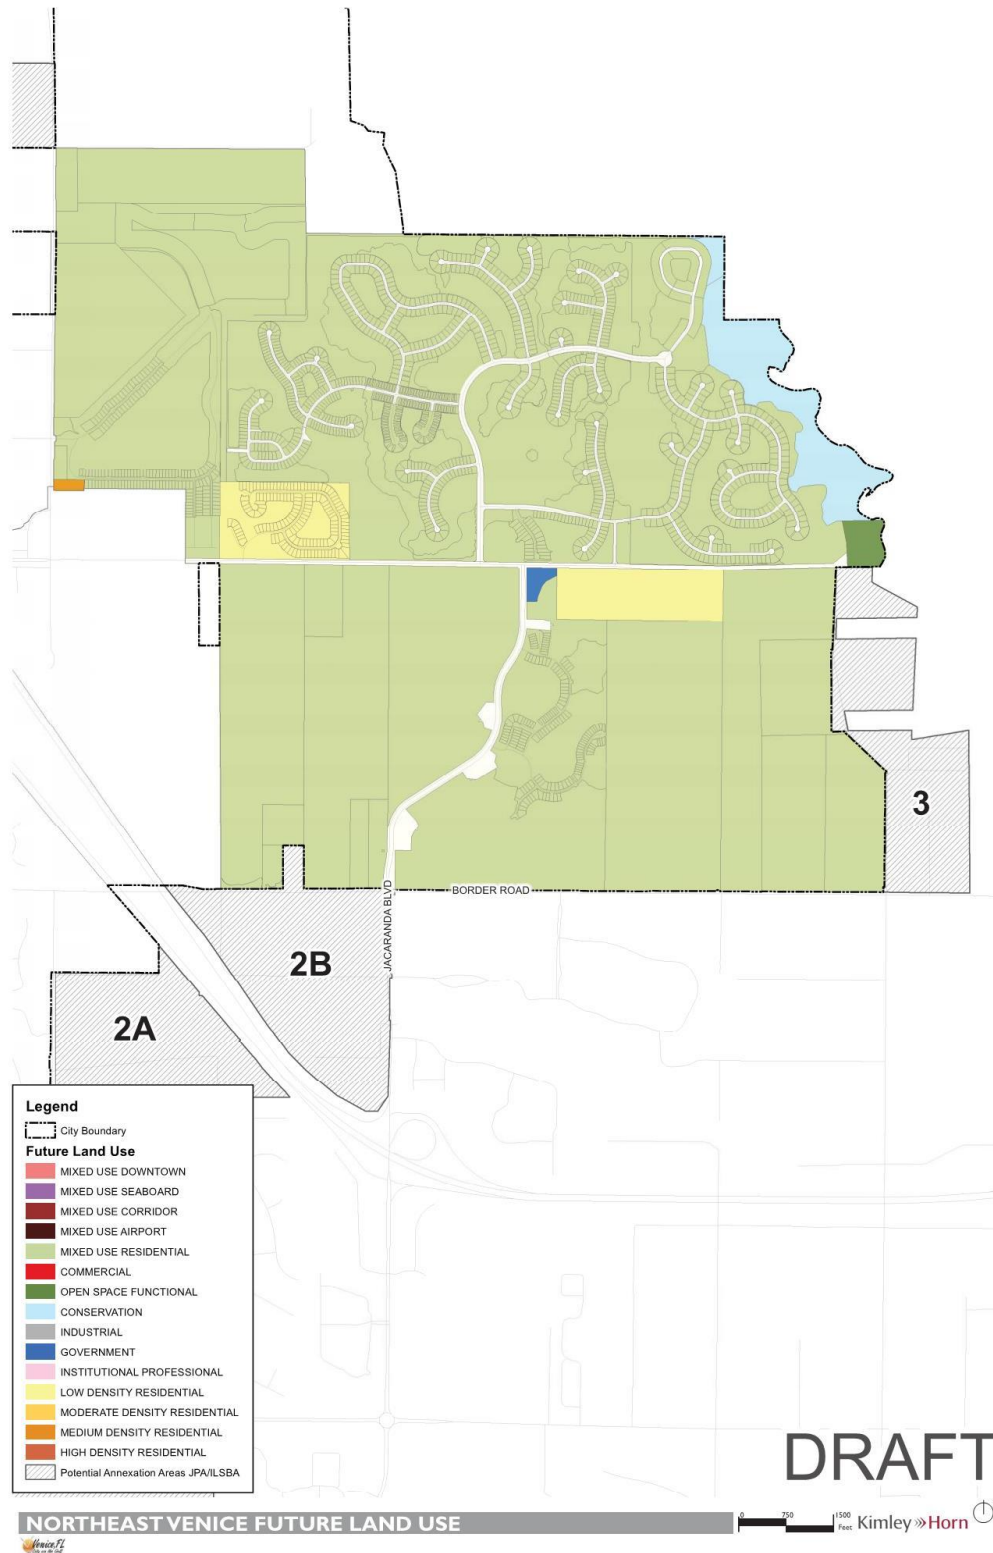 3
BORDER ROAD
JACARANDA BLVD
2B
2A
Legend
City Boundary
Future Land Use
MIXED USE DOWNTOWN
MIXED USE SEABOARD
MIXED USE CORRIDOR
MIXED USE AIRPORT
MIXED USE RESIDENTIAL
COMMERCIAL
OPEN SPACE FUNCTIONAL
CONSERVATION
INDUSTRIAL
GOVERNMENT
INSTITUTIONAL PROFESSIONAL
LOW DENSITY RESIDENTIAL
MODERATE DENSITY RESIDENTIAL
MEDIUM DENSITY RESIDENTIAL
HIGH DENSITY RESIDENTIAL
Potential Annexation Areas JPA/ILSBA
DRAFT
NORTHEAST VENICE FUTURE LAND USE
0 750 1500
Feet
Kimley»Horn
Venice, FL